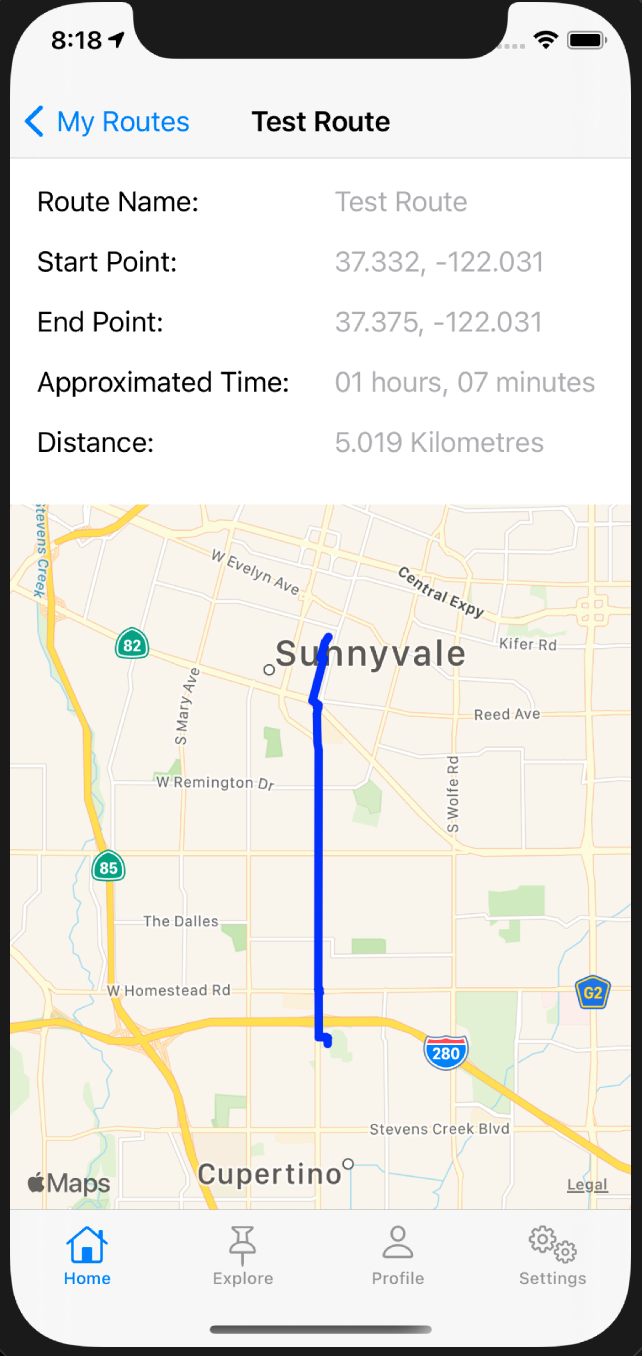 8:18
My Routes Test Route
Route Name: Test Route
Start Point: 37.332, -122.031
End Point: 37.375, -122.031
Approximated Time: 01 hours, 07 minutes
Distance: 5.019 Kilometres
Stevens Creek
W Evelyn Ave
Central Expy
82
Sunnyvale
Kifer Rd
S Mary Ave
Reed Ave
W Remington Dr
S Wolfe Rd
85
The Dalles
W Homestead Rd
G2
280
Stevens Creek Blvd
Cupertino
Maps
Legal
Home Explore Profile Settings